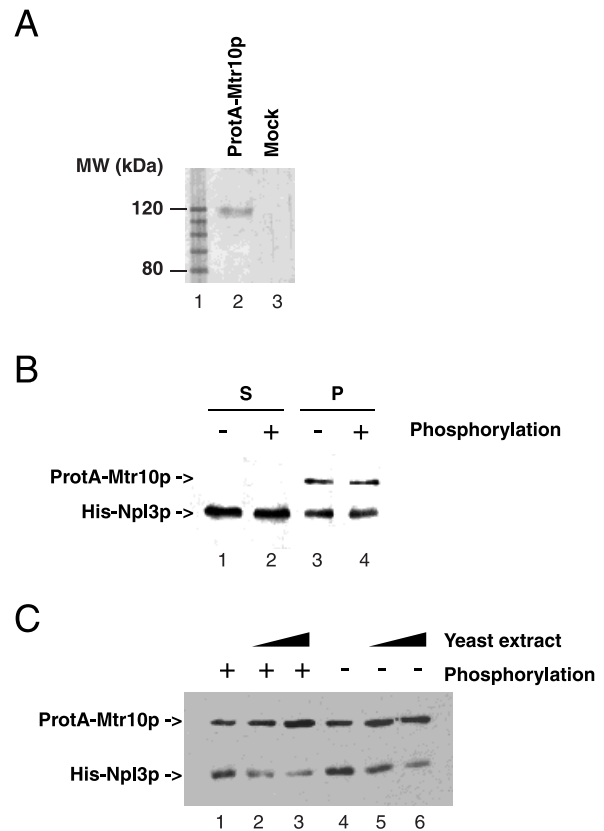 A
ProtA-Mtr10p
Mock
MW (kDa)
120
80
1 2 3
B
S P
- + - + Phosphorylation
ProtA-Mtr10p ->
His-Npl3p ->
1 2 3 4
C
Yeast extract
+ + + - - - Phosphorylation
ProtA-Mtr10p ->
His-Npl3p ->
1 2 3 4 5 6